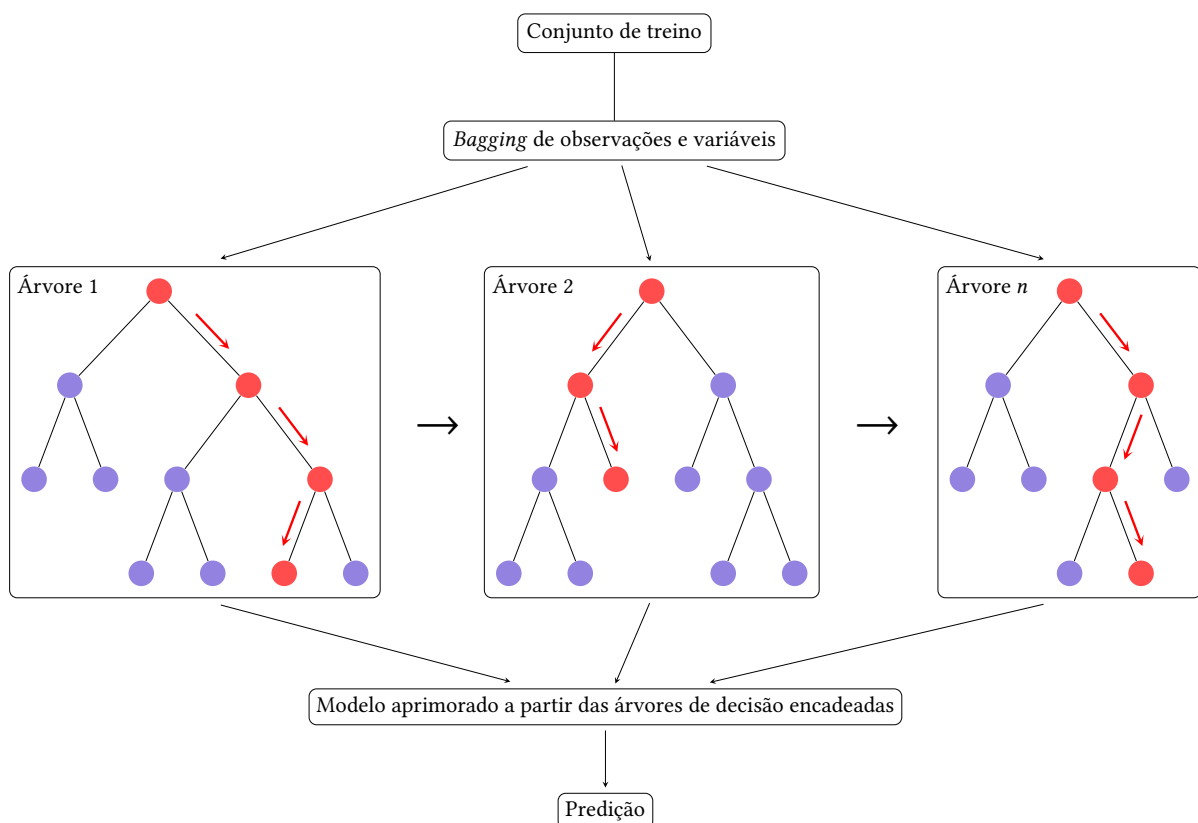 Conjunto de treino
Bagging de observações e variáveis
Árvore 1
Árvore 2
Árvore n
Modelo aprimorado a partir das árvores de decisão encadeadas
Predição